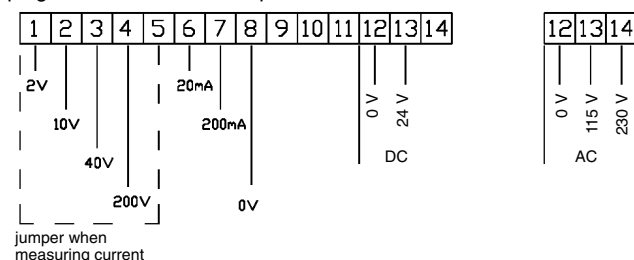 1 2 3 4 5 6 7 8 9 10 11 12 13 14
12 13 14
2V
20mA
10V
200mA
40V
200V
0V
0 V
24 V
DC
0 V
115 V
230 V
AC
jumper when
measuring current